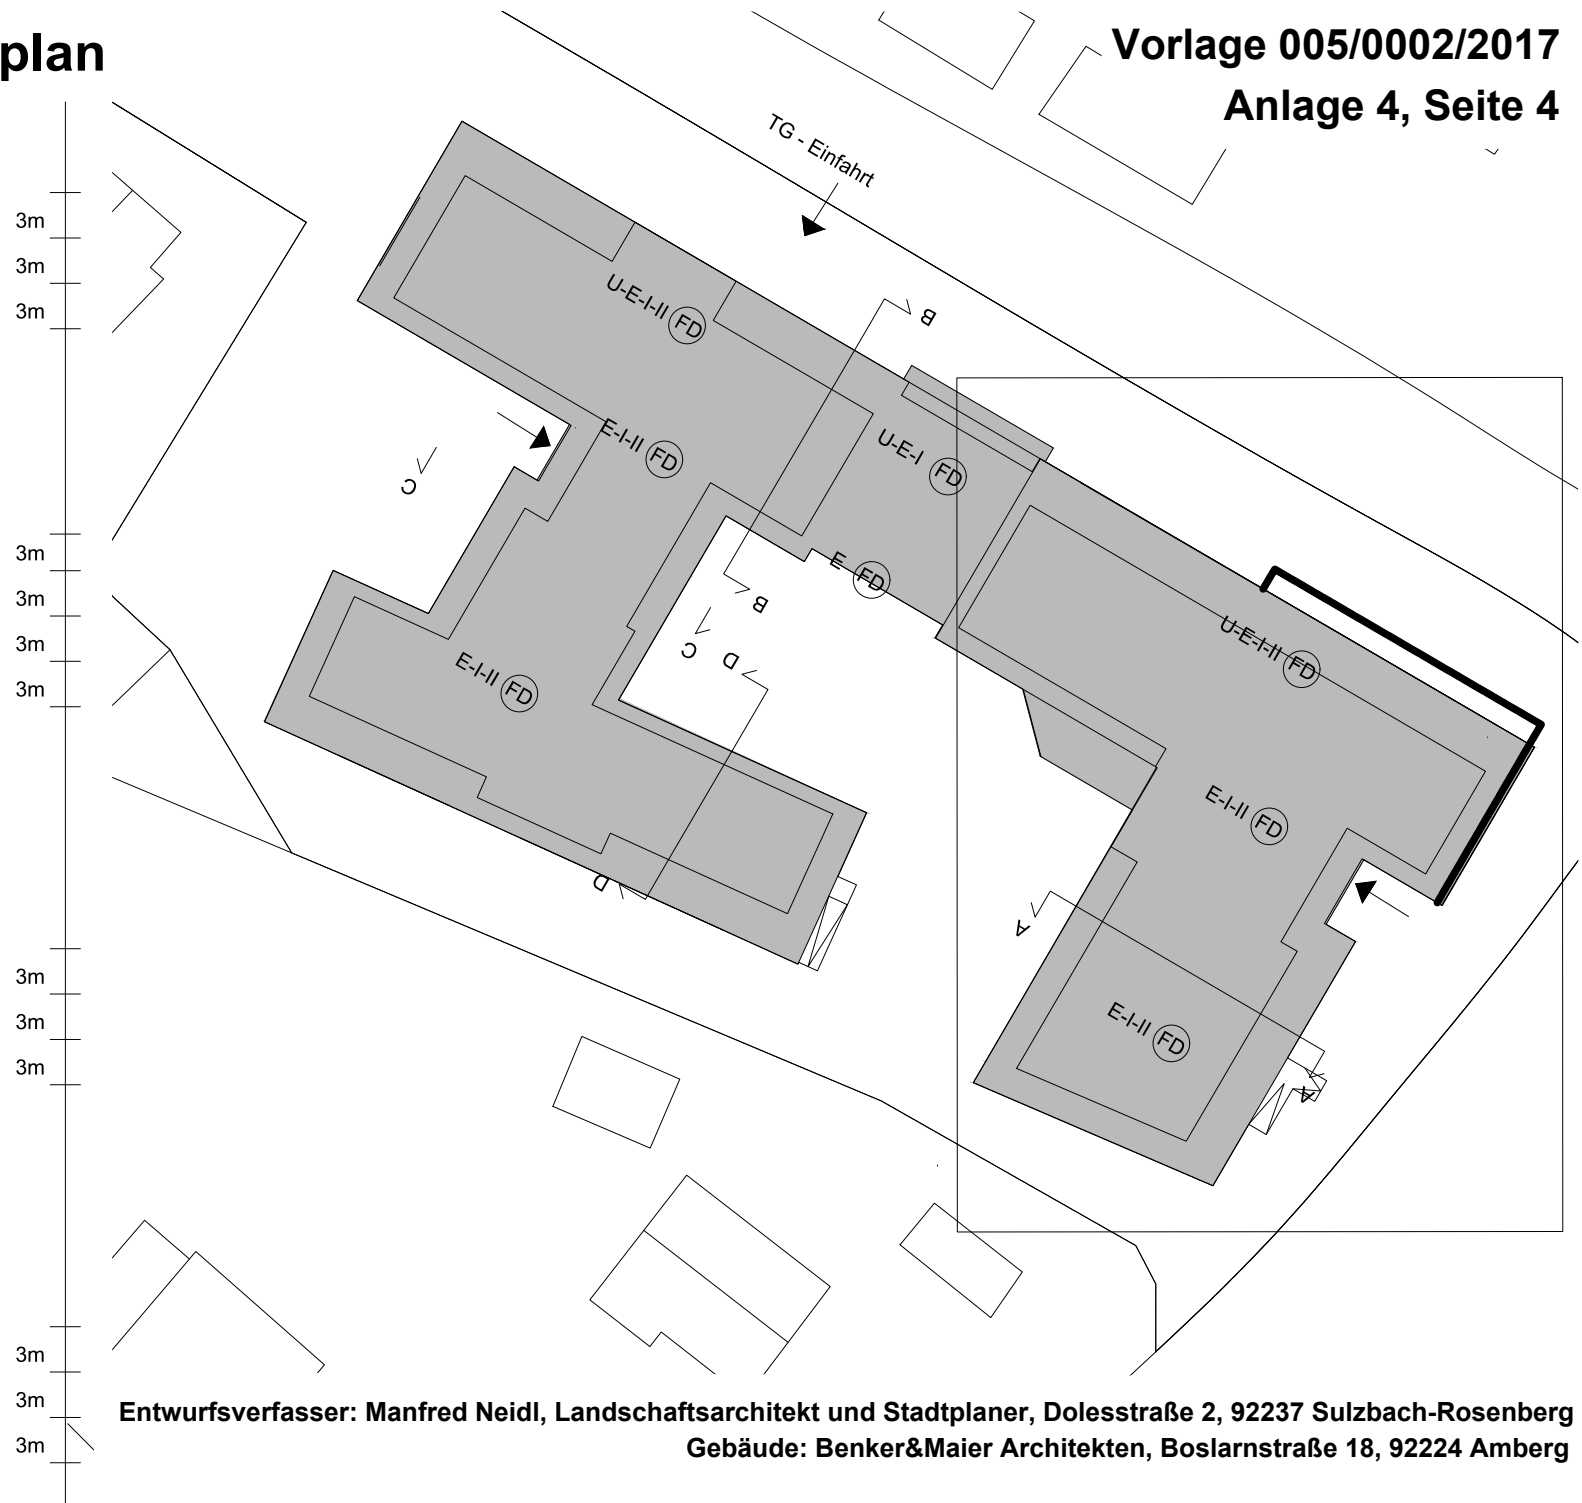 plan
Vorlage 005/0002/2017
Anlage 4, Seite 4
TG - Einfahrt
3m
3m
3m
U-E-I-II FD
B
E-I-II FD
U-E-I FD
C
3m
3m
3m
3m
E FD
B
C
D
U-E-I-II FD
E-I-II FD
E-I-II FD
D
A
3m
3m
3m
E-I-II FD
A
3m
3m
3m
Entwurfsverfasser: Manfred Neidl, Landschaftsarchitekt und Stadtplaner, Dolesstraße 2, 92237 Sulzbach-Rosenberg
Gebäude: Benker&Maier Architekten, Boslarnstraße 18, 92224 Amberg